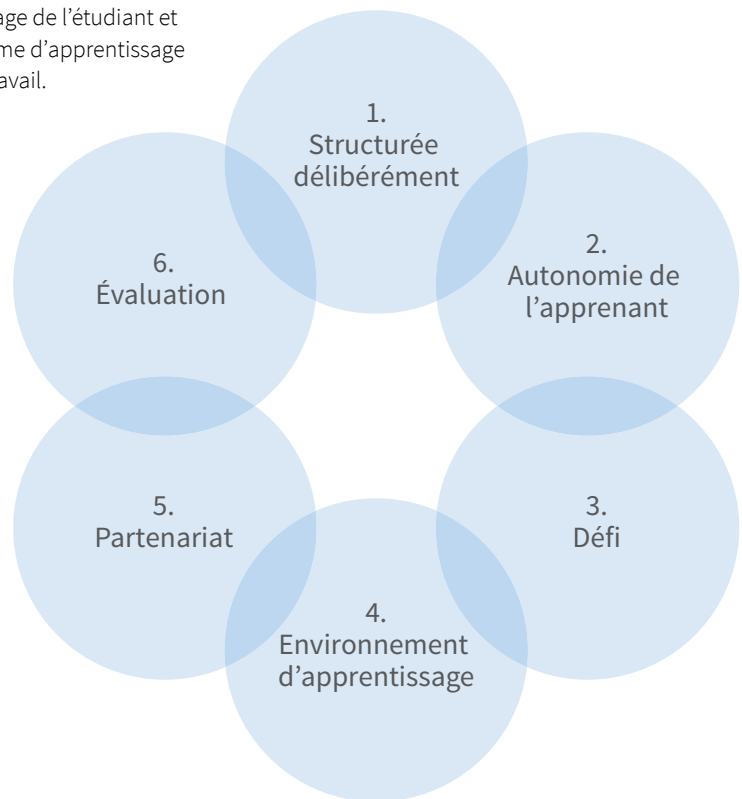 age de l’étudiant et
me d’apprentissage
avail.
1.
Structurée
délibérément
2.
Autonomie de
l’apprenant
3.
Défi
4.
Environnement
d’apprentissage
5.
Partenariat
6.
Évaluation